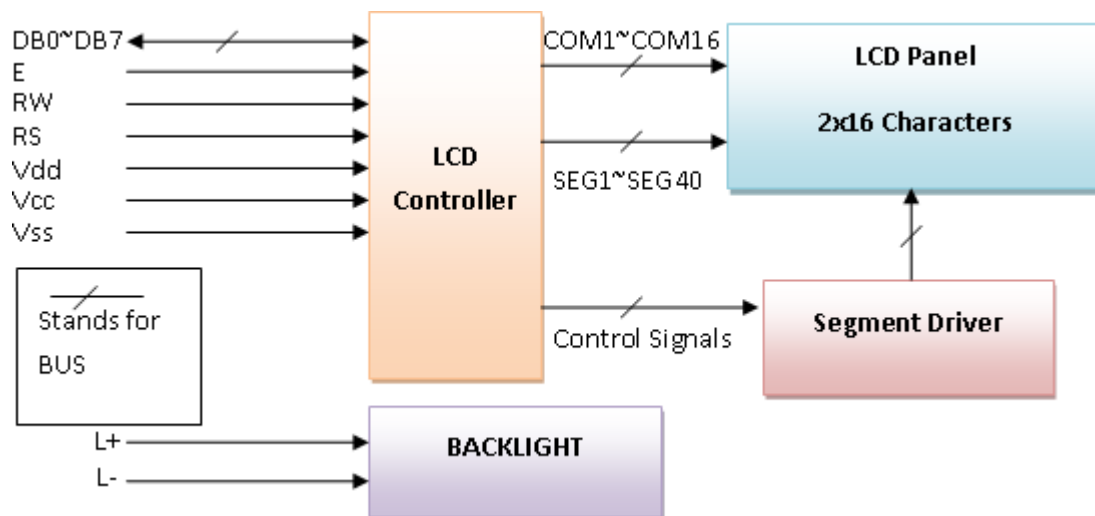 DB0~DB7
E
RW
RS
Vdd
Vcc
Vss
LCD
Controller
COM1~COM16
SEG1~SEG40
Control Signals
LCD Panel
2x16 Characters
Segment Driver
Stands for
BUS
L+
L-
BACKLIGHT